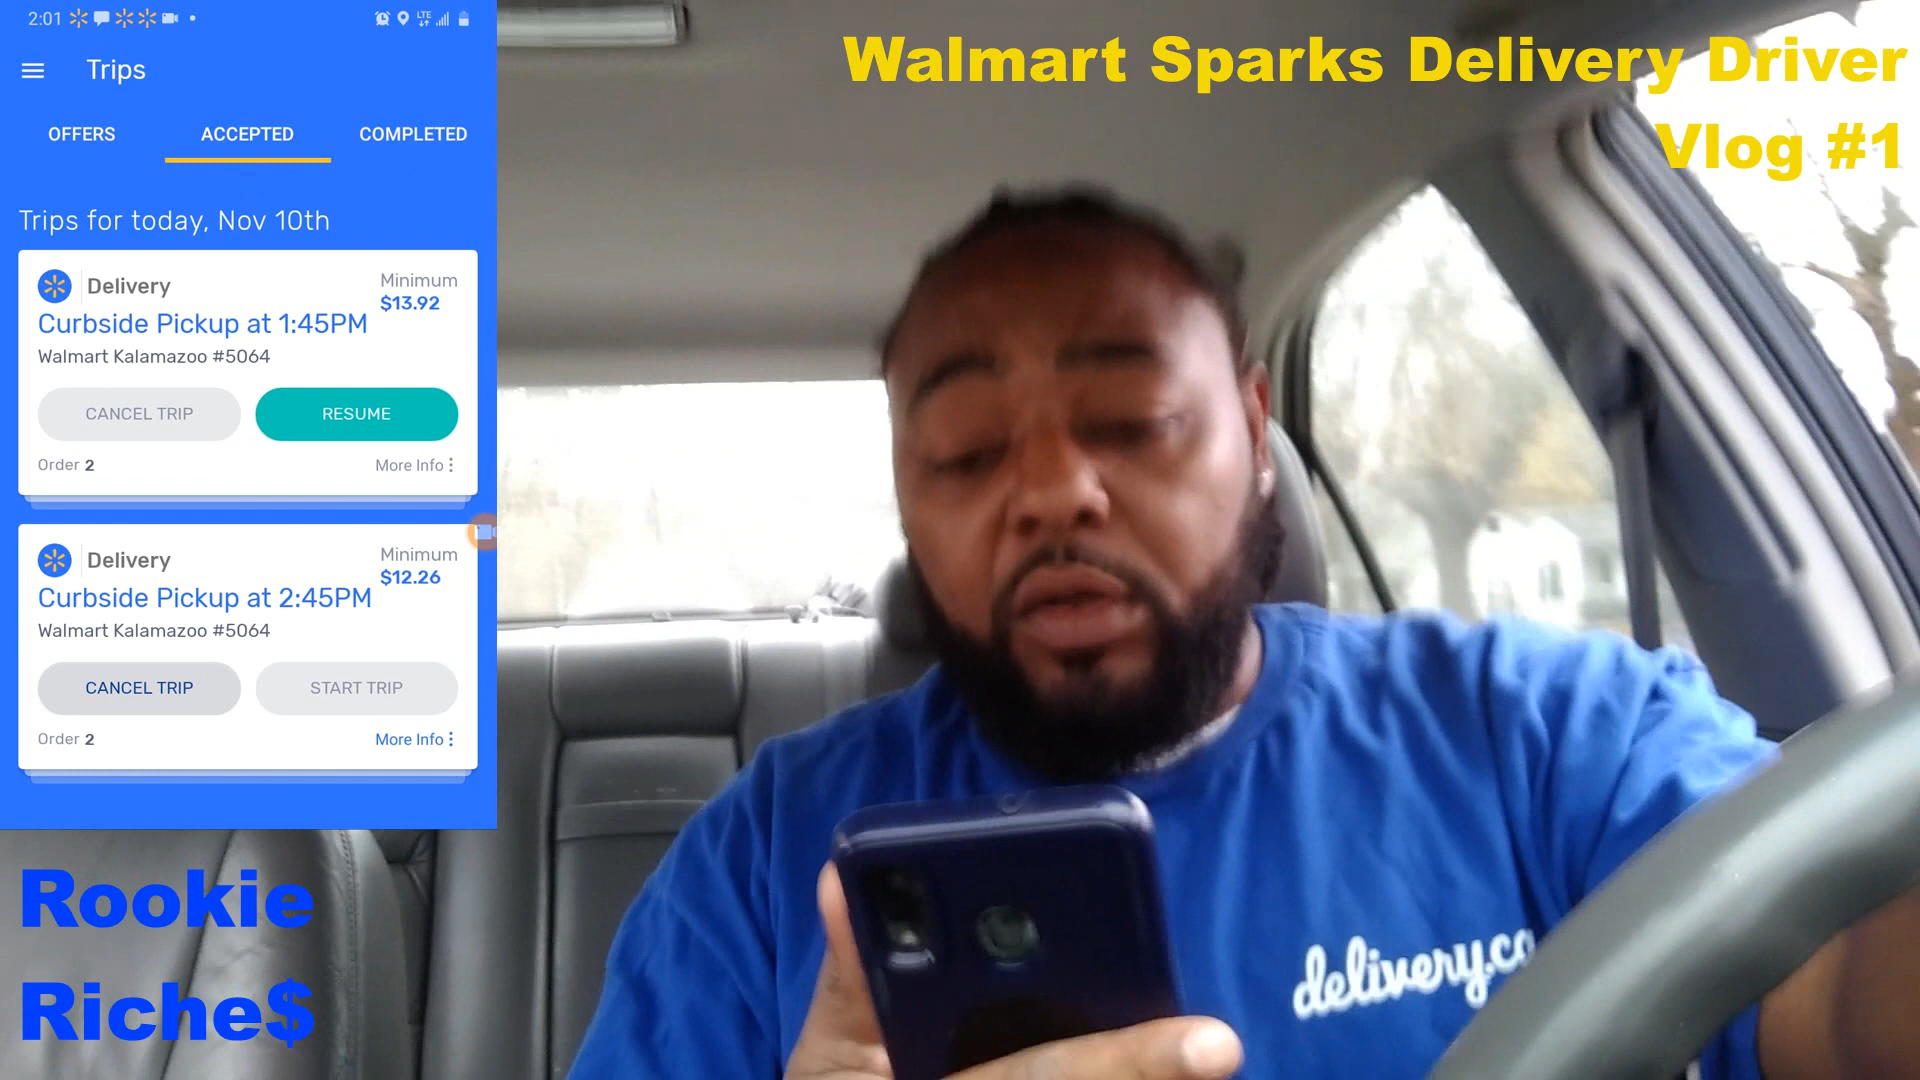 2:01
LTE
Trips
OFFERS ACCEPTED COMPLETED
Trips for today, Nov 10th
Delivery
Minimum
$13.92
Curbside Pickup at 1:45PM
Walmart Kalamazoo #5064
CANCEL TRIP RESUME
Order 2 More Info
Delivery
Minimum
$12.26
Curbside Pickup at 2:45PM
Walmart Kalamazoo #5064
CANCEL TRIP START TRIP
Order 2 More Info
Walmart Sparks Delivery Driver
Vlog #1
Rookie
Riche$
delivery.co